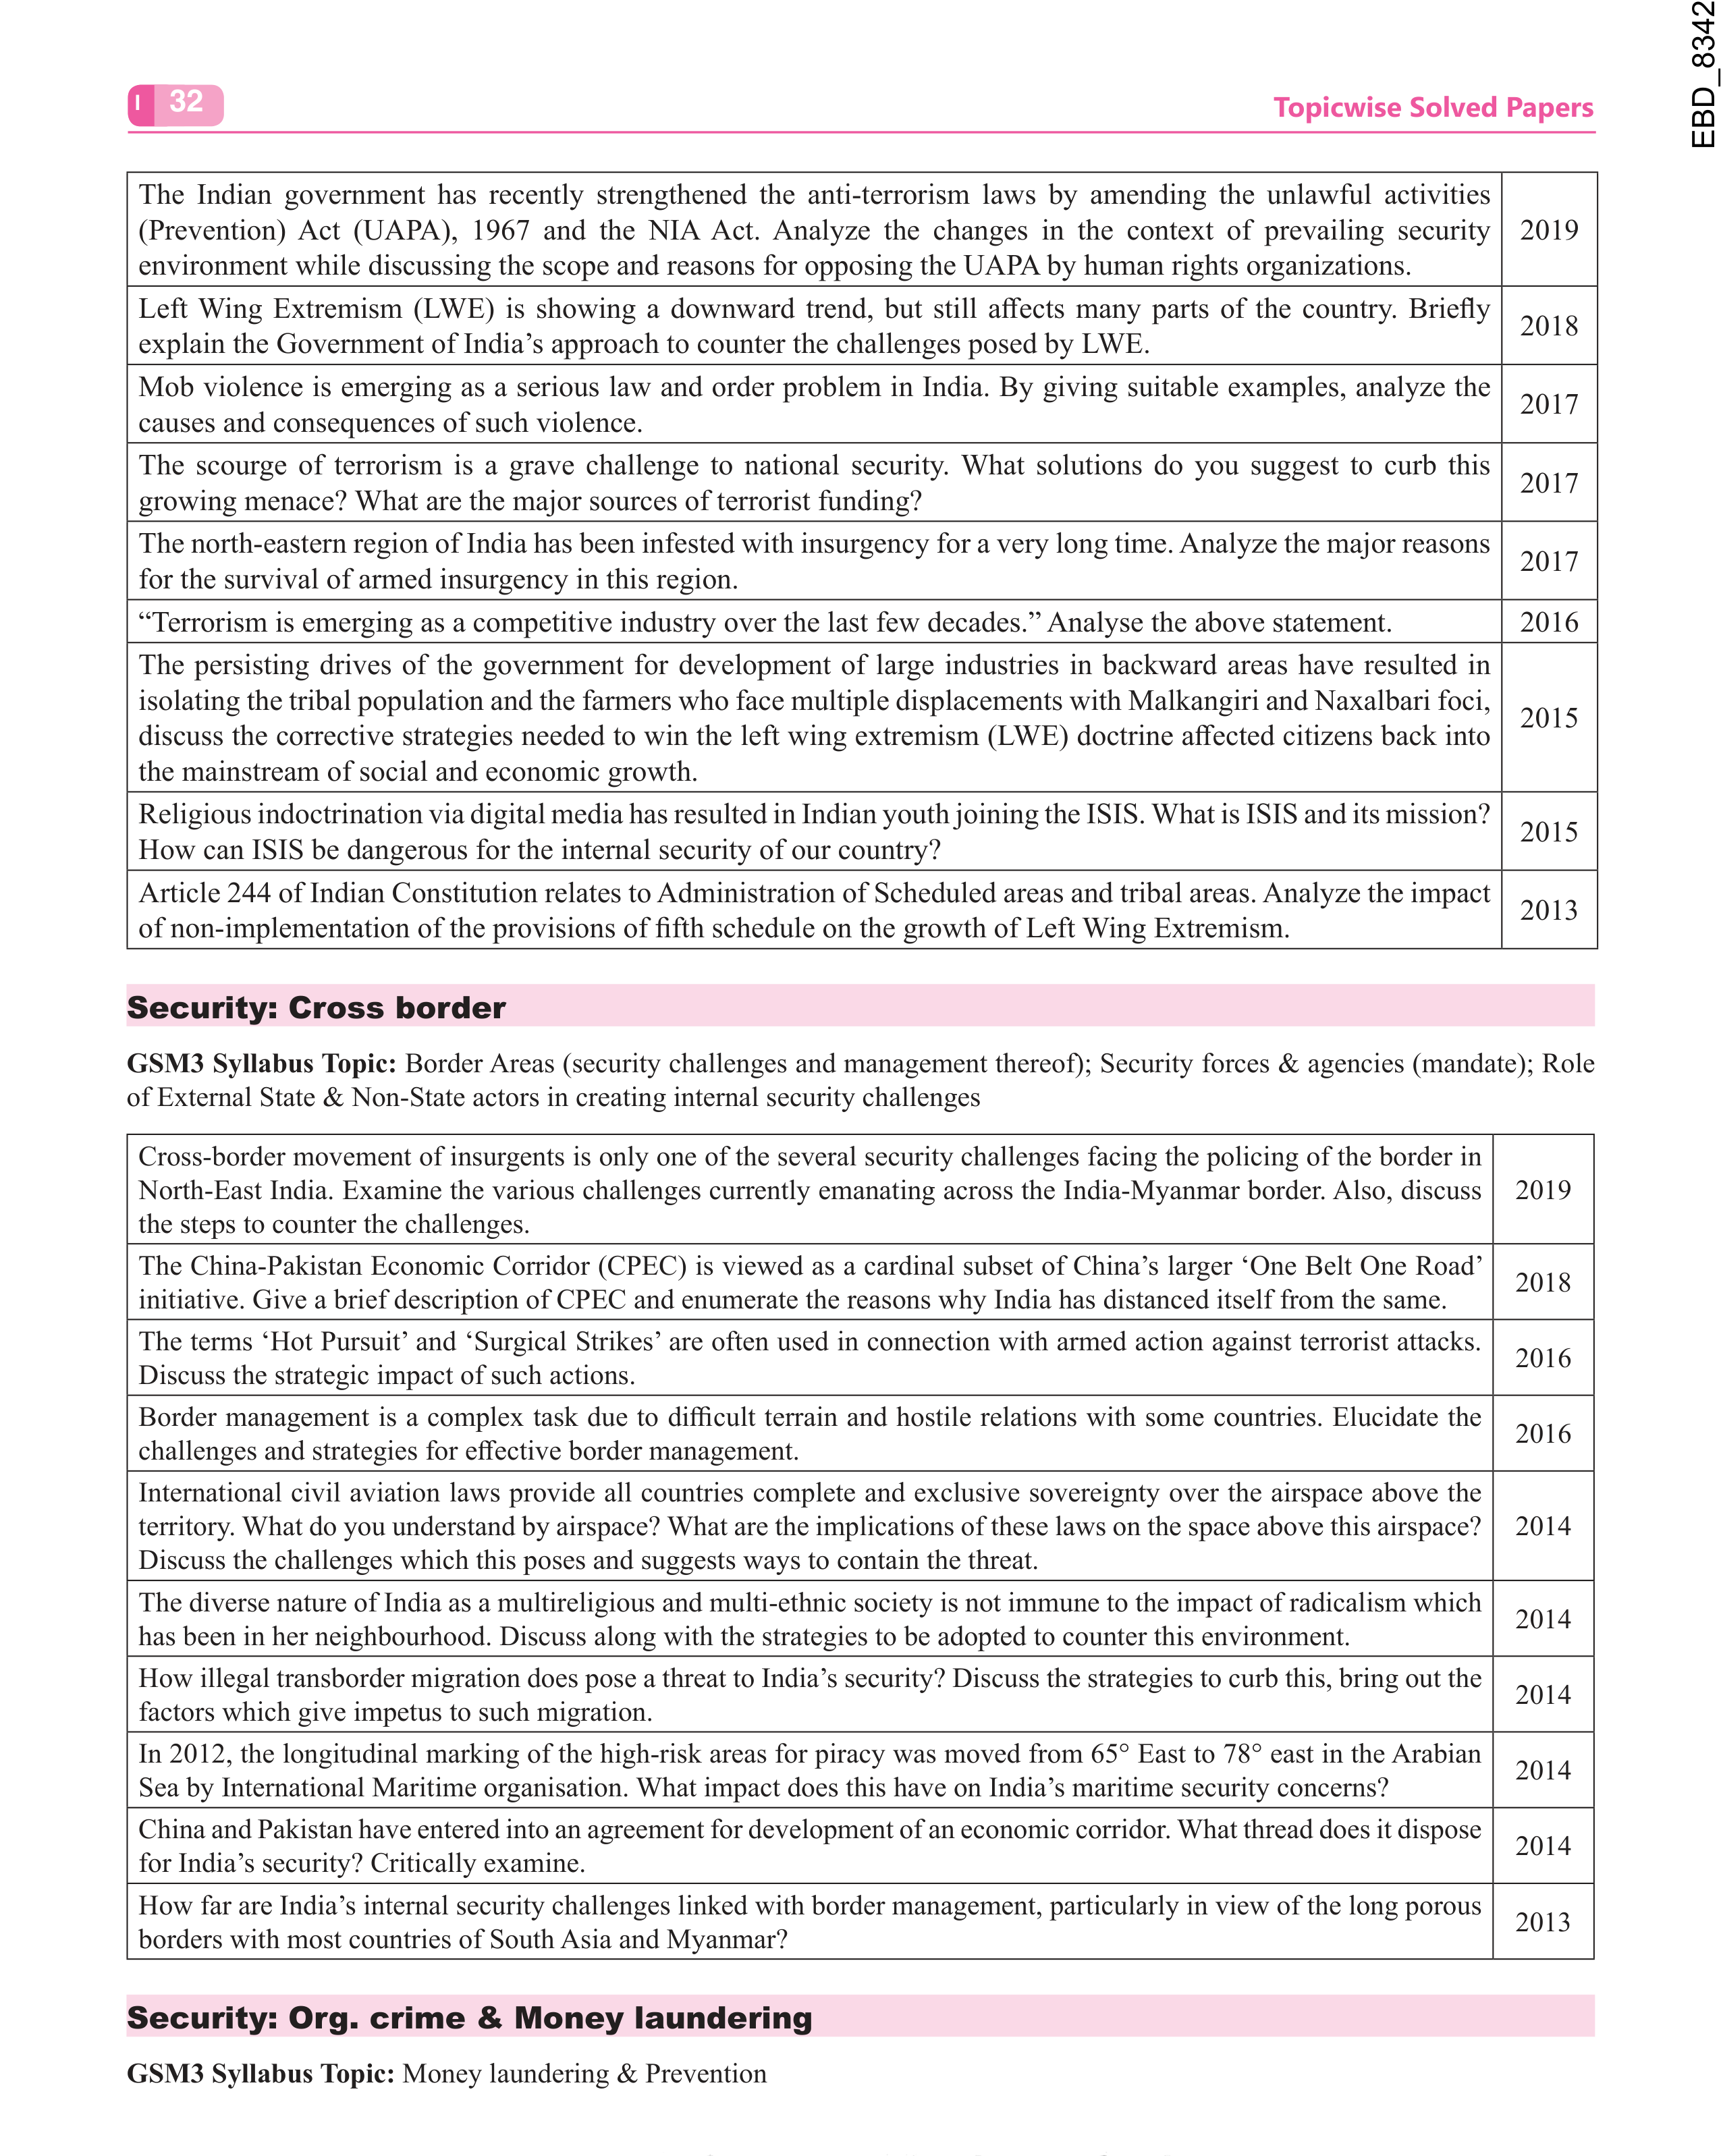 EBD_8342
I 32
Topicwise Solved Papers
The Indian government has recently strengthened the anti-terrorism laws by amending the unlawful activities
(Prevention) Act (UAPA), 1967 and the NIA Act. Analyze the changes in the context of prevailing security
environment while discussing the scope and reasons for opposing the UAPA by human rights organizations.
2019
Left Wing Extremism (LWE) is showing a downward trend, but still affects many parts of the country. Briefly
explain the Government of India’s approach to counter the challenges posed by LWE.
2018
Mob violence is emerging as a serious law and order problem in India. By giving suitable examples, analyze the
causes and consequences of such violence.
2017
The scourge of terrorism is a grave challenge to national security. What solutions do you suggest to curb this
growing menace? What are the major sources of terrorist funding?
2017
The north-eastern region of India has been infested with insurgency for a very long time. Analyze the major reasons
for the survival of armed insurgency in this region.
2017
“Terrorism is emerging as a competitive industry over the last few decades.” Analyse the above statement.
2016
The persisting drives of the government for development of large industries in backward areas have resulted in
isolating the tribal population and the farmers who face multiple displacements with Malkangiri and Naxalbari foci,
discuss the corrective strategies needed to win the left wing extremism (LWE) doctrine affected citizens back into
the mainstream of social and economic growth.
2015
Religious indoctrination via digital media has resulted in Indian youth joining the ISIS. What is ISIS and its mission?
How can ISIS be dangerous for the internal security of our country?
2015
Article 244 of Indian Constitution relates to Administration of Scheduled areas and tribal areas. Analyze the impact
of non-implementation of the provisions of fifth schedule on the growth of Left Wing Extremism.
2013
Security: Cross border
GSM3 Syllabus Topic: Border Areas (security challenges and management thereof); Security forces & agencies (mandate); Role
of External State & Non-State actors in creating internal security challenges
Cross-border movement of insurgents is only one of the several security challenges facing the policing of the border in
North-East India. Examine the various challenges currently emanating across the India-Myanmar border. Also, discuss
the steps to counter the challenges.
2019
The China-Pakistan Economic Corridor (CPEC) is viewed as a cardinal subset of China’s larger ‘One Belt One Road’
initiative. Give a brief description of CPEC and enumerate the reasons why India has distanced itself from the same.
2018
The terms ‘Hot Pursuit’ and ‘Surgical Strikes’ are often used in connection with armed action against terrorist attacks.
Discuss the strategic impact of such actions.
2016
Border management is a complex task due to difficult terrain and hostile relations with some countries. Elucidate the
challenges and strategies for effective border management.
2016
International civil aviation laws provide all countries complete and exclusive sovereignty over the airspace above the
territory. What do you understand by airspace? What are the implications of these laws on the space above this airspace?
Discuss the challenges which this poses and suggests ways to contain the threat.
2014
The diverse nature of India as a multireligious and multi-ethnic society is not immune to the impact of radicalism which
has been in her neighbourhood. Discuss along with the strategies to be adopted to counter this environment.
2014
How illegal transborder migration does pose a threat to India’s security? Discuss the strategies to curb this, bring out the
factors which give impetus to such migration.
2014
In 2012, the longitudinal marking of the high-risk areas for piracy was moved from 65° East to 78° east in the Arabian
Sea by International Maritime organisation. What impact does this have on India’s maritime security concerns?
2014
China and Pakistan have entered into an agreement for development of an economic corridor. What thread does it dispose
for India’s security? Critically examine.
2014
How far are India’s internal security challenges linked with border management, particularly in view of the long porous
borders with most countries of South Asia and Myanmar?
2013
Security: Org. crime & Money laundering
GSM3 Syllabus Topic: Money laundering & Prevention